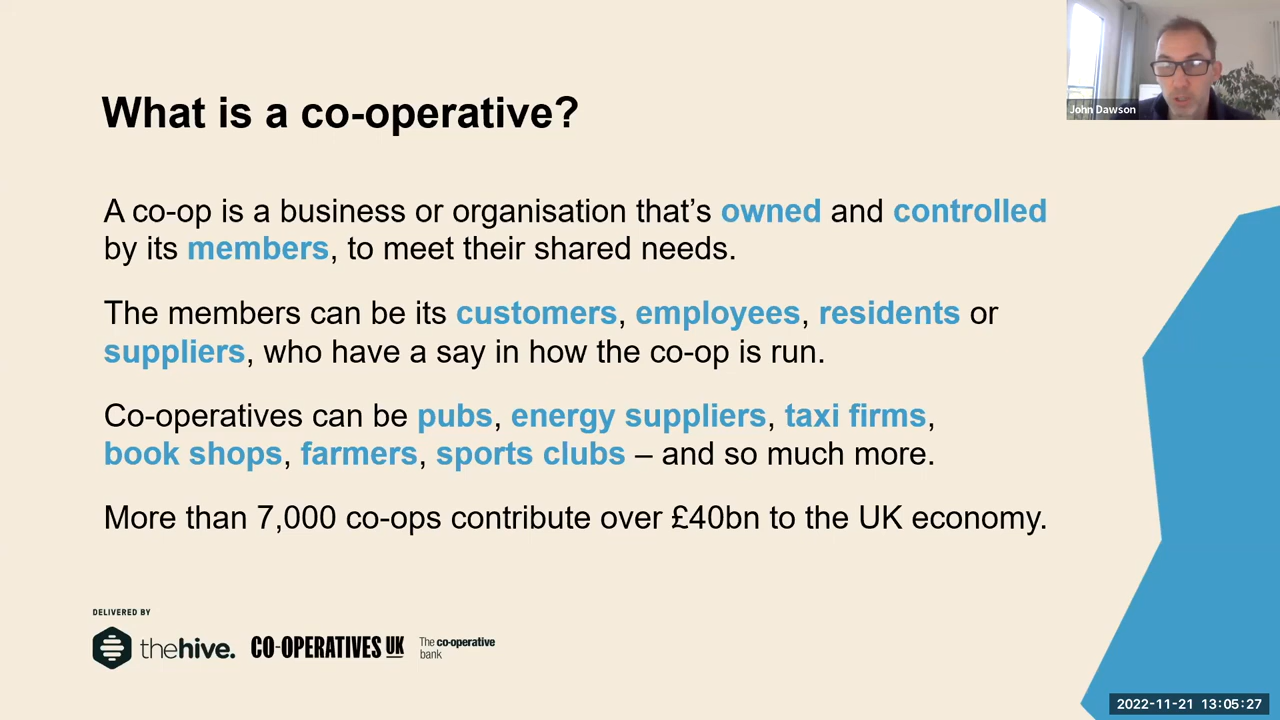 What is a co-operative?
John Dawson
A co-op is a business or organisation that’s owned and controlled
by its members, to meet their shared needs.
The members can be its customers, employees, residents or
suppliers, who have a say in how the co-op is run.
Co-operatives can be pubs, energy suppliers, taxi firms,
book shops, farmers, sports clubs – and so much more.
More than 7,000 co-ops contribute over £40bn to the UK economy.
DELIVERED BY
thehive.
CO-OPERATIVES UK
The co-operative
bank
2022-11-21 13:05:27